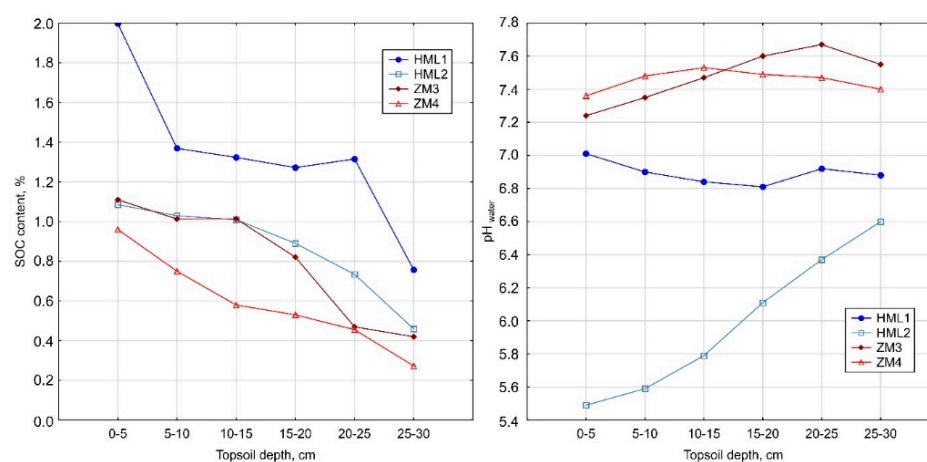 2.0
1.8
1.6
1.4
1.2
1.0
0.8
0.6
0.4
0.2
0.0
SOC content, %
HML1
HML2
ZM3
ZM4
0-5 5-10 10-15 15-20 20-25 25-30
Topsoil depth, cm
7.8
7.6
7.4
7.2
7.0
6.8
6.6
6.4
6.2
6.0
5.8
5.6
5.4
pHwater
HML1
HML2
ZM3
ZM4
0-5 5-10 10-15 15-20 20-25 25-30
Topsoil depth, cm